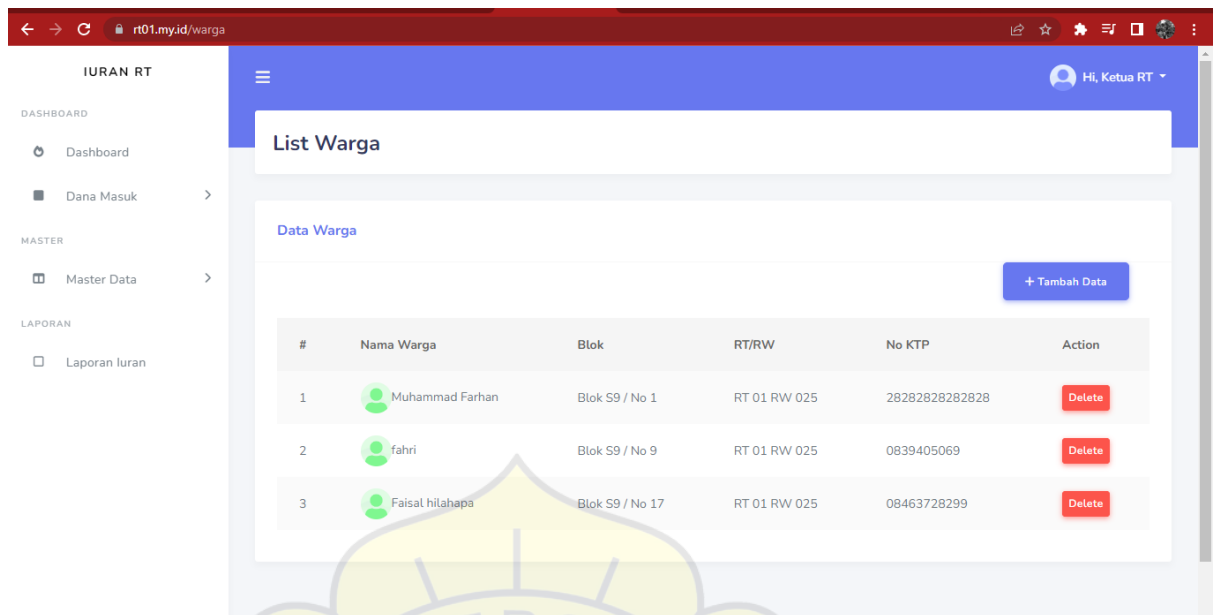 rt01.my.id/warga
IURAN RT
Hi, Ketua RT
DASHBOARD
Dashboard
Dana Masuk
MASTER
Master Data
LAPORAN
Laporan Iuran
List Warga
Data Warga
+ Tambah Data
# Nama Warga Blok RT/RW No KTP Action
1 Muhammad Farhan Blok S9 / No 1 RT 01 RW 025 28282828282828 Delete
2 fahri Blok S9 / No 9 RT 01 RW 025 0839405069 Delete
3 Faisal hilahapa Blok S9 / No 17 RT 01 RW 025 08463728299 Delete